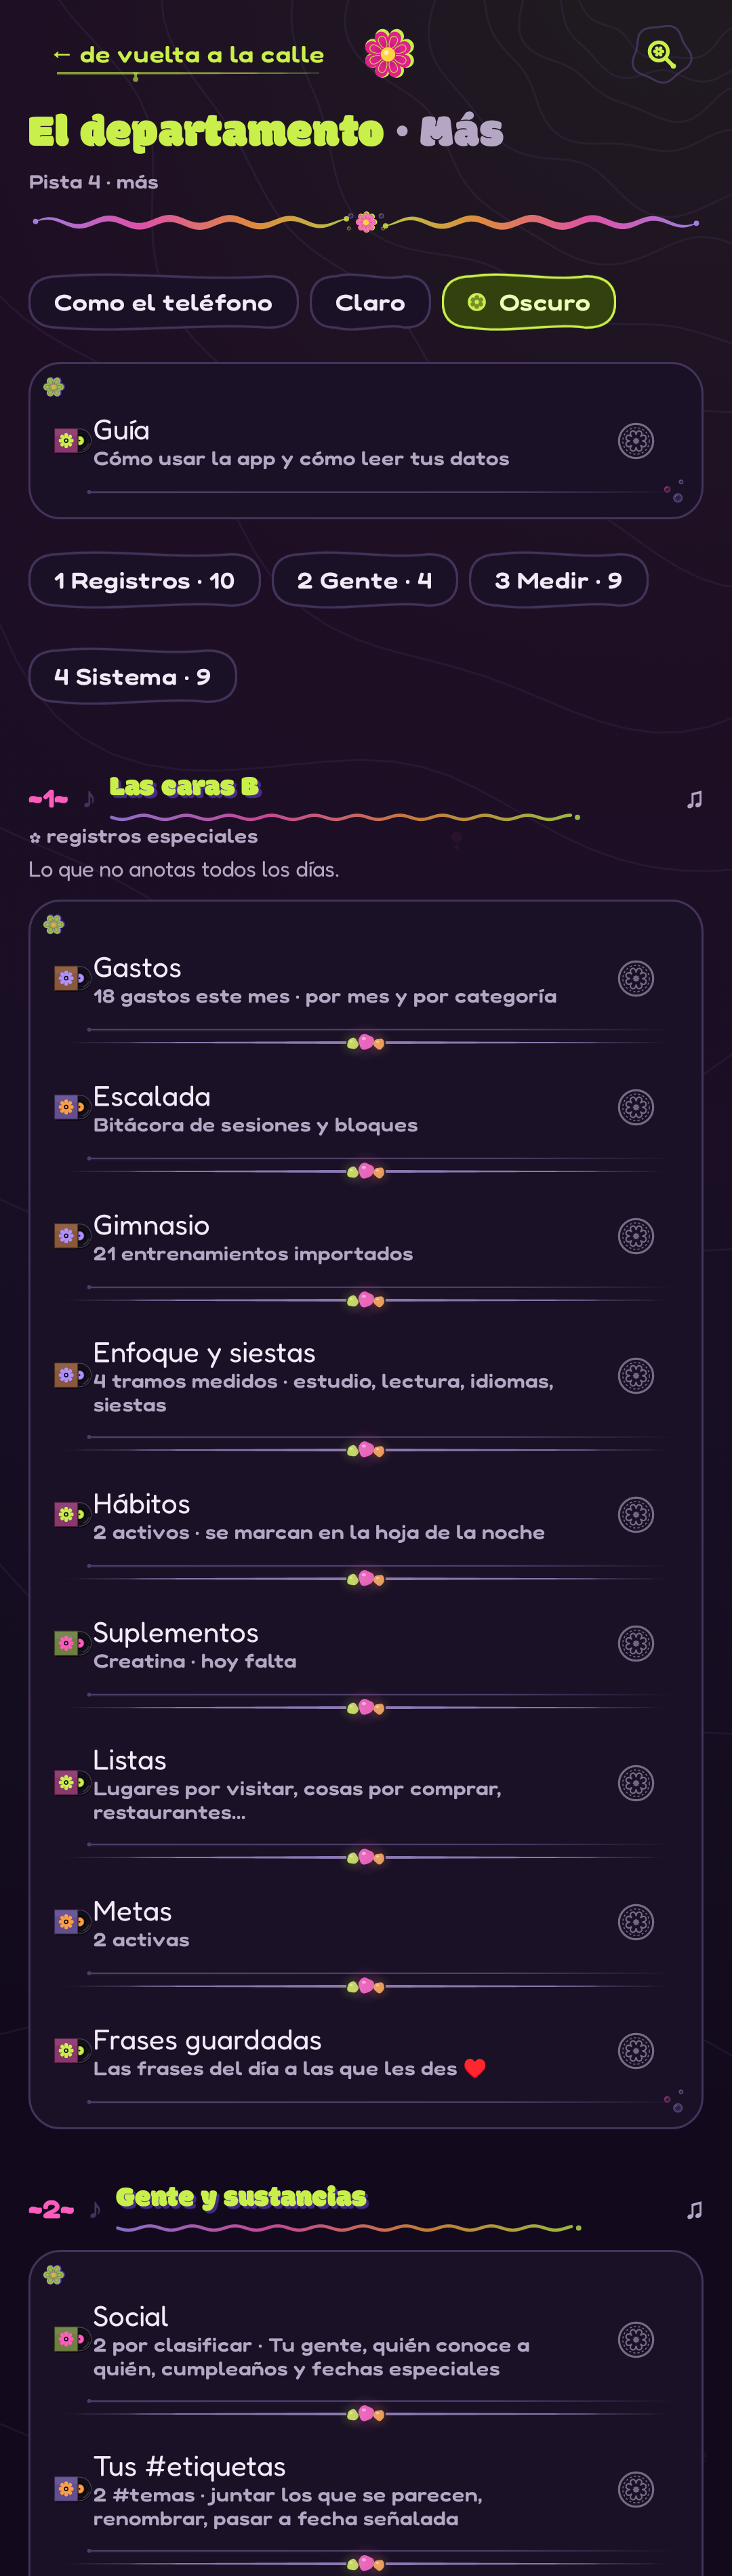 ← de vuelta a la calle
El departamento · Más
Pista 4 · más
Como el teléfono
Claro
Oscuro
Guía
Cómo usar la app y cómo leer tus datos
1 Registros · 10
2 Gente · 4
3 Medir · 9
4 Sistema · 9
~1~ ♪ Las caras B ♫
✿ registros especiales
Lo que no anotas todos los días.
Gastos
18 gastos este mes · por mes y por categoría
Escalada
Bitácora de sesiones y bloques
Gimnasio
21 entrenamientos importados
Enfoque y siestas
4 tramos medidos · estudio, lectura, idiomas,
siestas
Hábitos
2 activos · se marcan en la hoja de la noche
Suplementos
Creatina · hoy falta
Listas
Lugares por visitar, cosas por comprar,
restaurantes...
Metas
2 activas
Frases guardadas
Las frases del día a las que les des ❤️
~2~ ♪ Gente y sustancias ♫
Social
2 por clasificar · Tu gente, quién conoce a
quién, cumpleaños y fechas especiales
Tus #etiquetas
2 #temas · juntar los que se parecen,
renombrar, pasar a fecha señalada